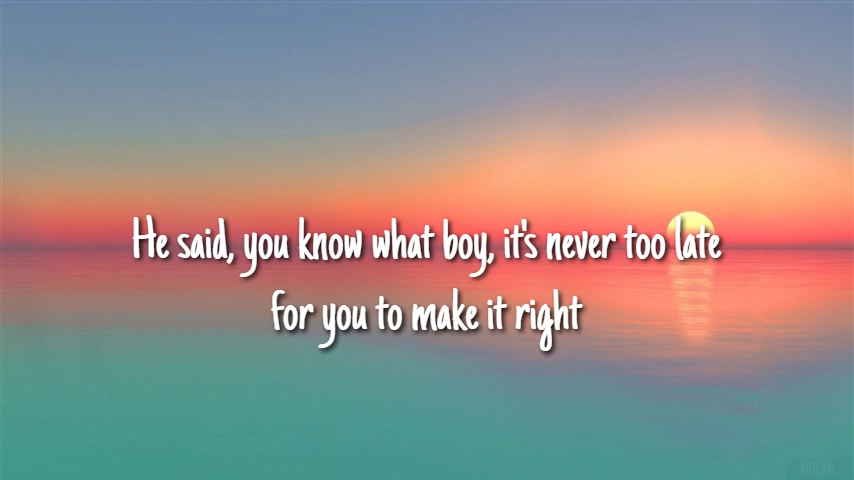 He said, you know what boy, it's never too late
for you to make it right